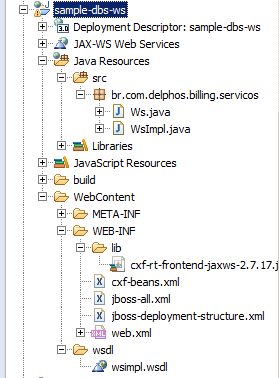 sample-dbs-ws
Deployment Descriptor: sample-dbs-ws
JAX-WS Web Services
Java Resources
src
br.com.delphos.billing.servicos
Ws.java
WsImpl.java
Libraries
JavaScript Resources
build
WebContent
META-INF
WEB-INF
lib
cxf-rt-frontend-jaxws-2.7.17.j
cxf-beans.xml
jboss-all.xml
jboss-deployment-structure.xml
web.xml
wsdl
wsimpl.wsdl